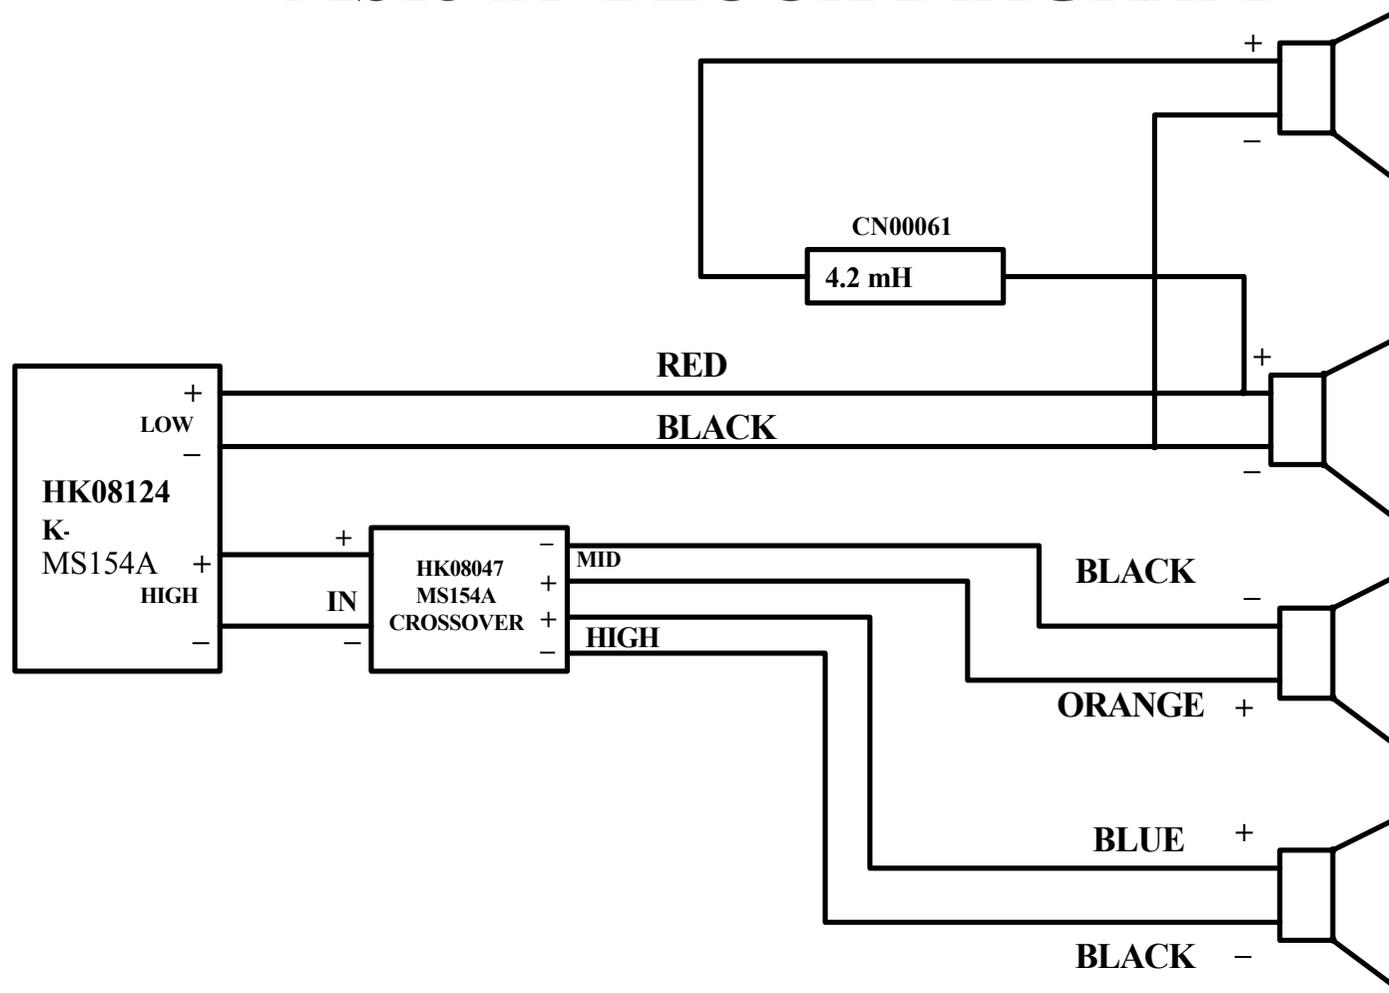 +
−
CN00061
4.2 mH
RED
+
+
LOW
BLACK
−
−
HK08124
K-
MS154A
+
HIGH
−
+
IN
−
HK08047
MS154A
CROSSOVER
−
+
+
−
MID
HIGH
BLACK
−
ORANGE +
BLUE +
BLACK −